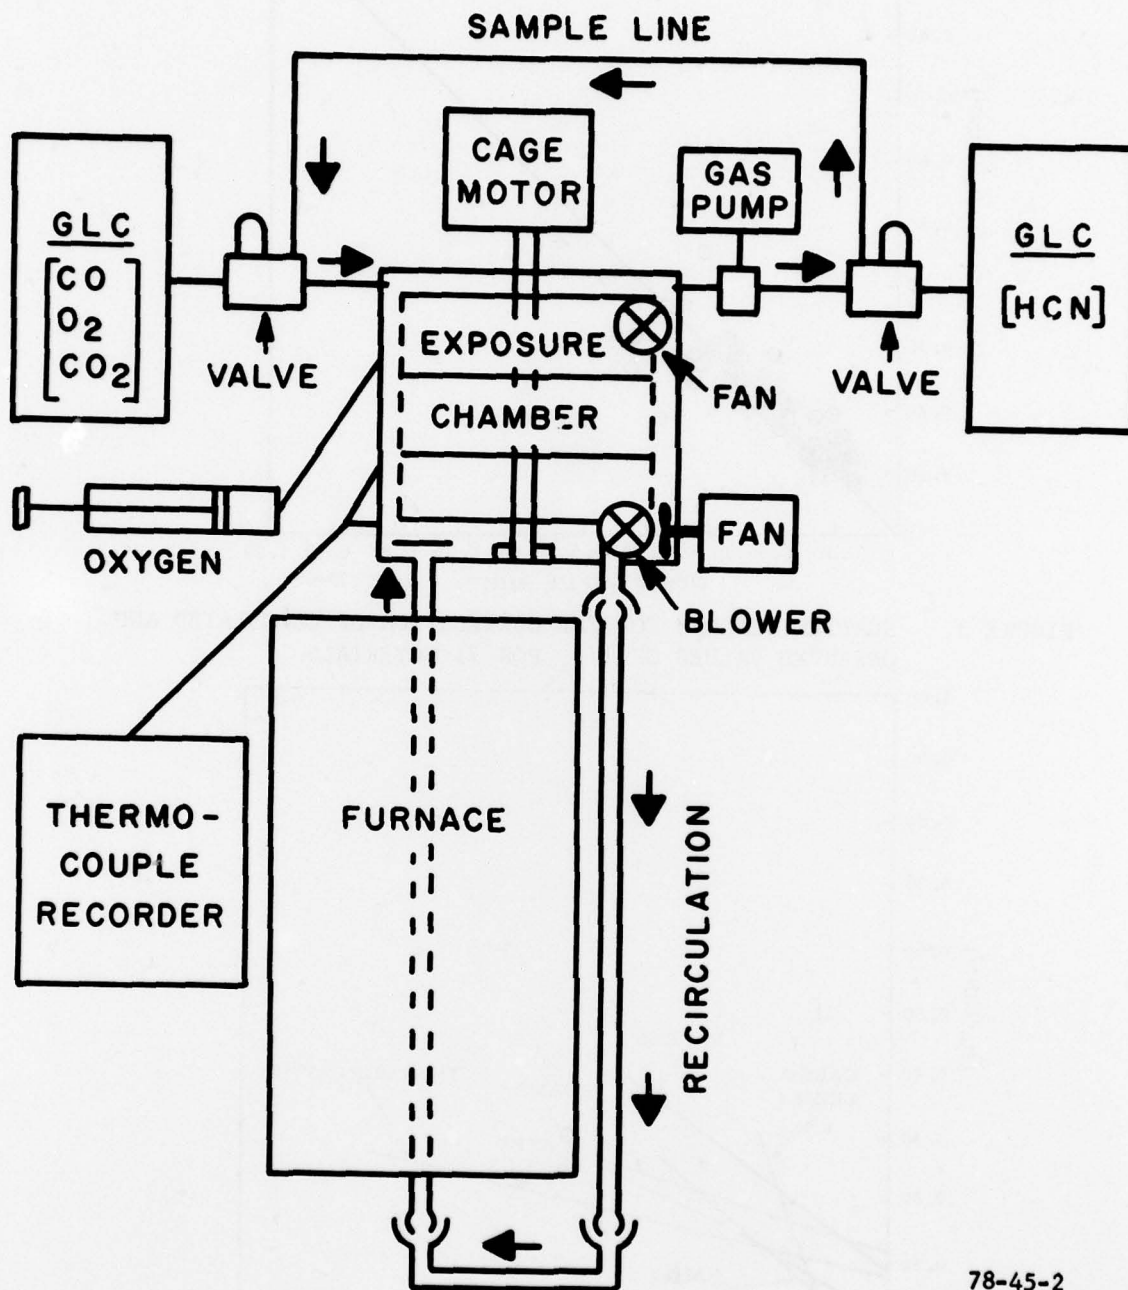 SAMPLE LINE
CAGE
MOTOR
GAS
PUMP
GLC
[CO
O2
CO2]
GLC
[HCN]
VALVE
EXPOSURE
CHAMBER
FAN
VALVE
OXYGEN
FAN
BLOWER
THERMO-
COUPLE
RECORDER
FURNACE
RECIRCULATION
78-45-2